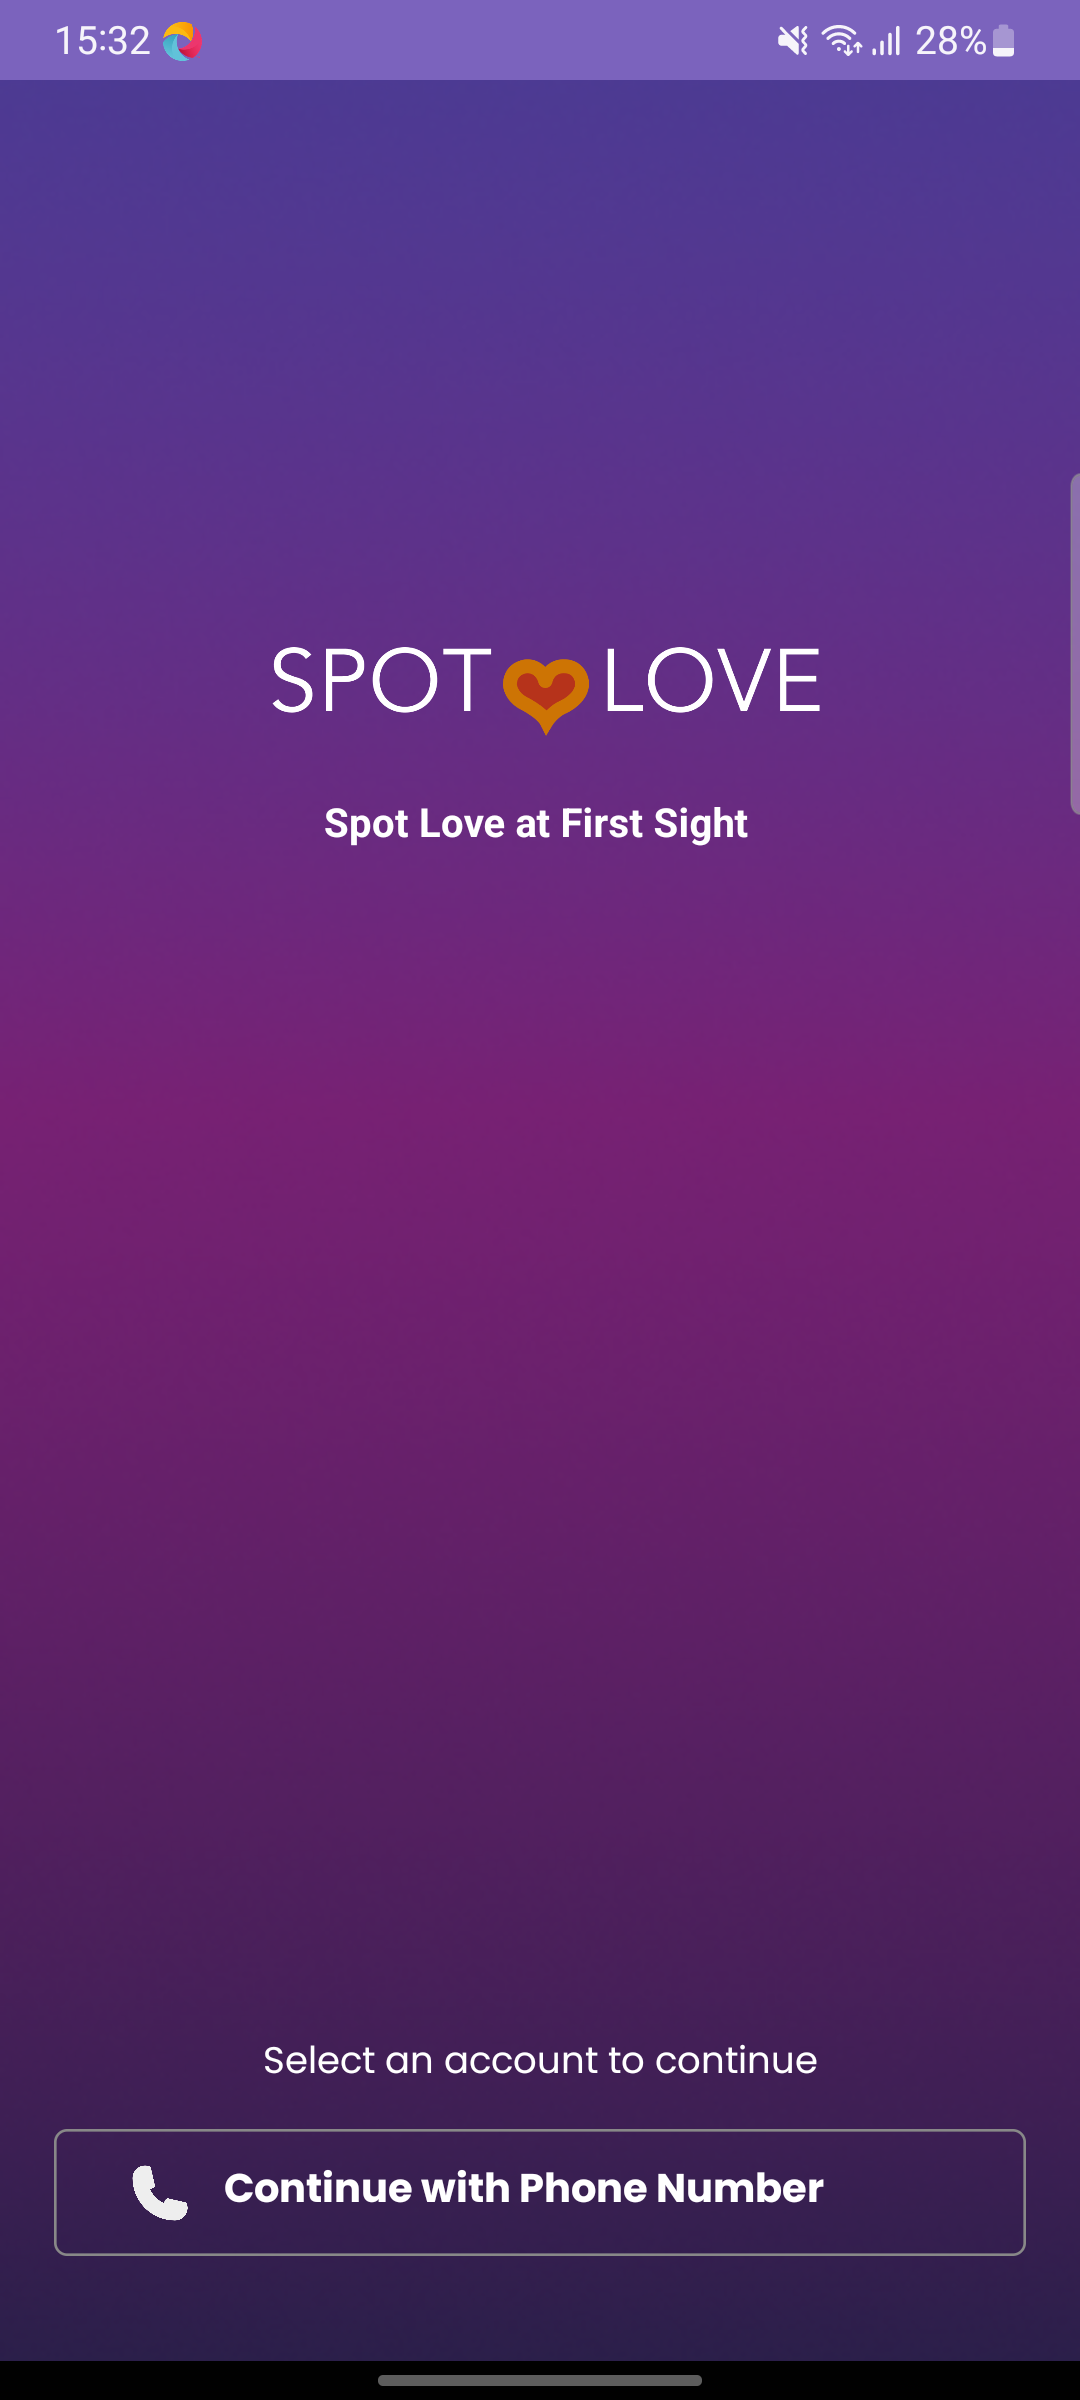 15:32
28%
SPOT LOVE
Spot Love at First Sight
Select an account to continue
Continue with Phone Number